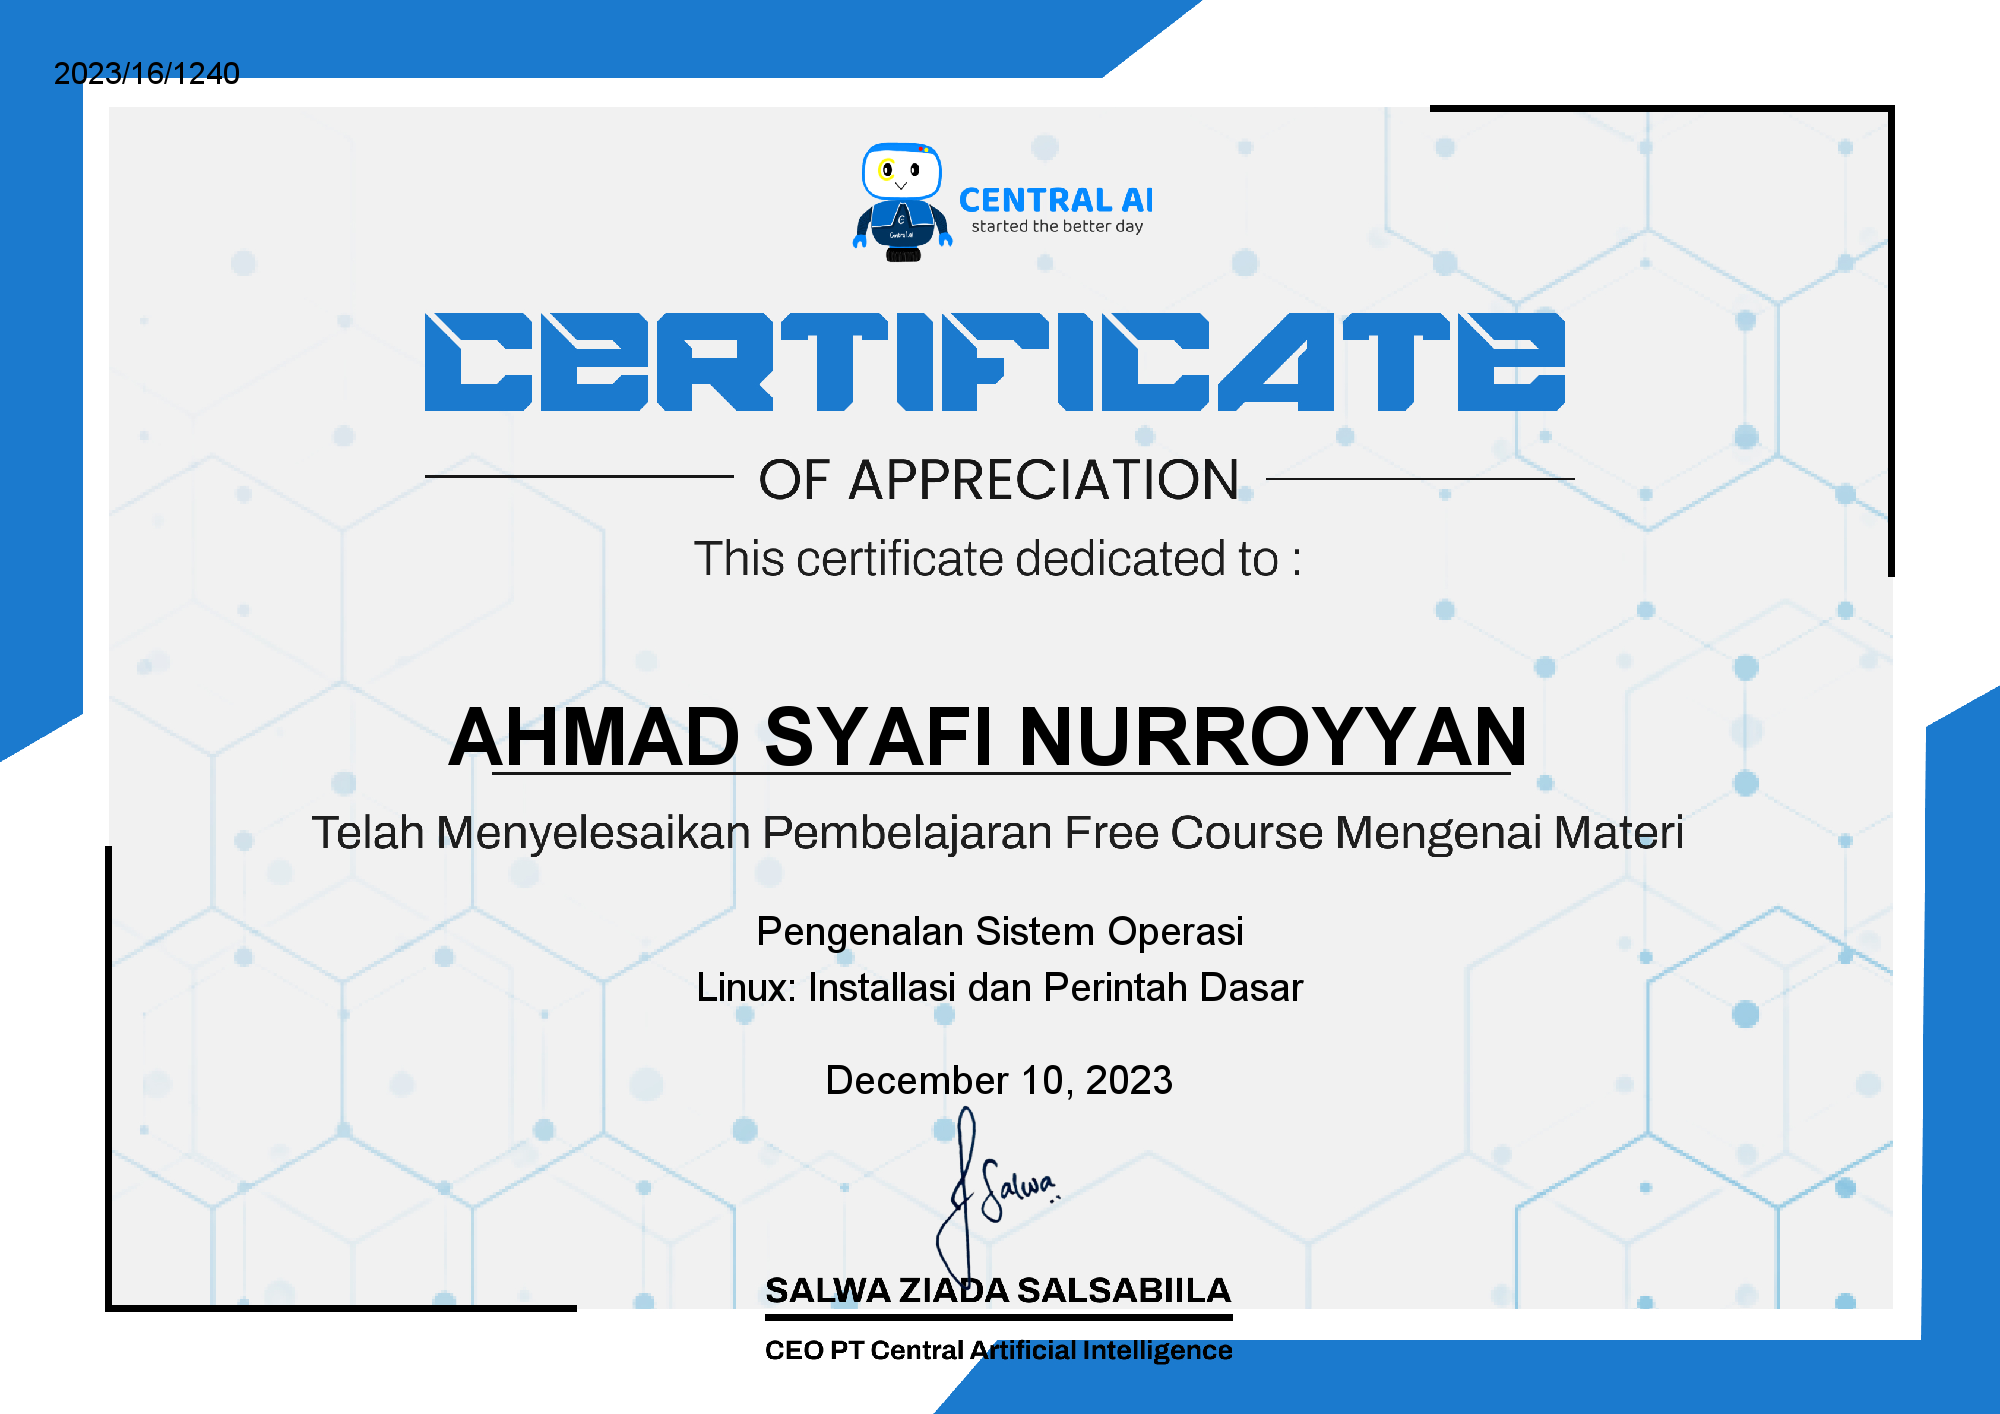 2023/16/1240
CENTRAL AI
started the better day
CERTIFICATE
OF APPRECIATION
This certificate dedicated to :
AHMAD SYAFI NURROYYAN
Telah Menyelesaikan Pembelajaran Free Course Mengenai Materi
Pengenalan Sistem Operasi
Linux: Installasi dan Perintah Dasar
December 10, 2023
Salwa
SALWA ZIADA SALSABIILA
CEO PT Central Artificial Intelligence